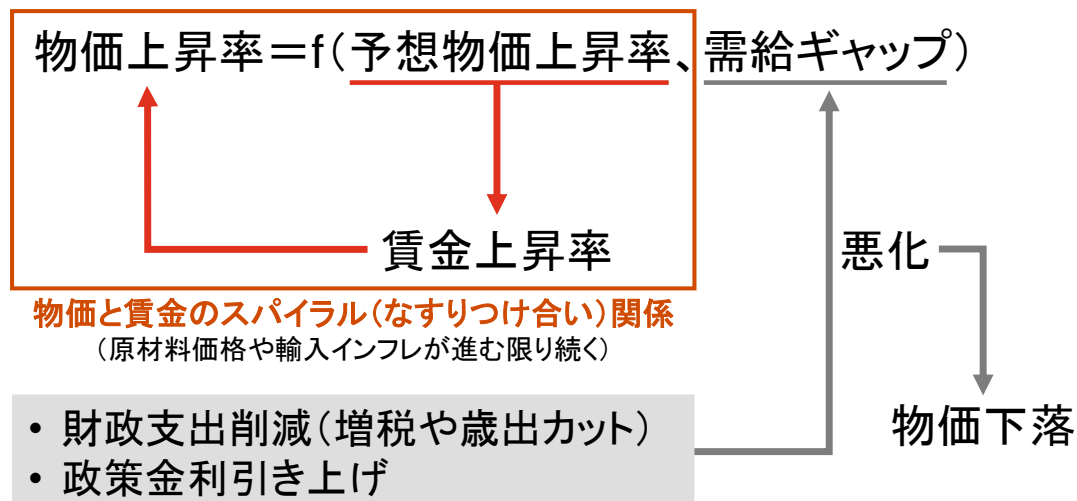 物価上昇率＝f（予想物価上昇率、需給ギャップ）
賃金上昇率
悪化
物価と賃金のスパイラル（なすりつけ合い）関係
（原材料価格や輸入インフレが進む限り続く）
物価下落
• 財政支出削減（増税や歳出カット）
• 政策金利引き上げ